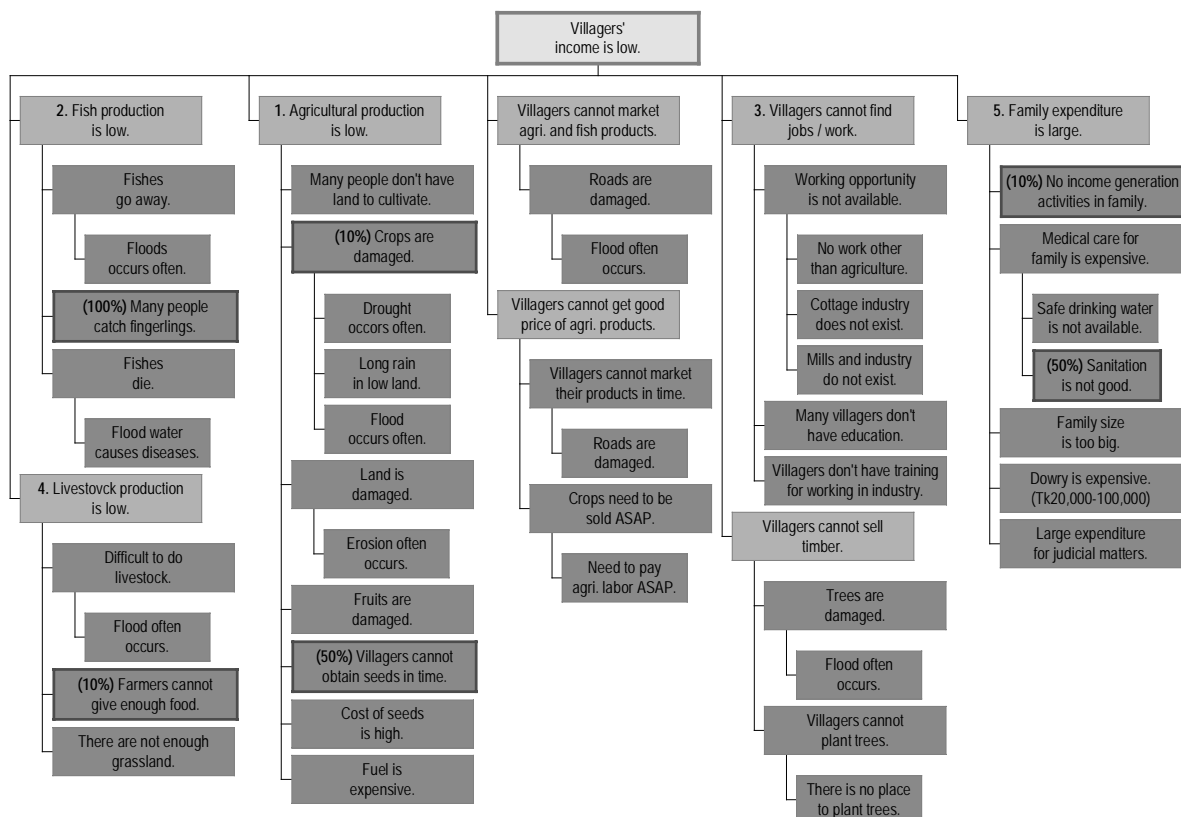 Villagers'
income is low.
2. Fish production
is low.
Fishes
go away.
Floods
occurs often.
(100%) Many people
catch fingerlings.
Fishes
die.
Flood water
causes diseases.
4. Livestovck production
is low.
Difficult to do
livestock.
Flood often
occurs.
(10%) Farmers cannot
give enough food.
There are not enough
grassland.
1. Agricultural production
is low.
Many people don't have
land to cultivate.
(10%) Crops are
damaged.
Drought
occors often.
Long rain
in low land.
Flood
occurs often.
Land is
damaged.
Erosion often
occurs.
Fruits are
damaged.
(50%) Villagers cannot
obtain seeds in time.
Cost of seeds
is high.
Fuel is
expensive.
Villagers cannot market
agri. and fish products.
Roads are
damaged.
Flood often
occurs.
Villagers cannot get good
price of agri. products.
Villagers cannot market
their products in time.
Roads are
damaged.
Crops need to be
sold ASAP.
Need to pay
agri. labor ASAP.
3. Villagers cannot find
jobs / work.
Working opportunity
is not available.
No work other
than agriculture.
Cottage industry
does not exist.
Mills and industry
do not exist.
Many villagers don't
have education.
Villagers don't have training
for working in industry.
Villagers cannot sell
timber.
Trees are
damaged.
Flood often
occurs.
Villagers cannot
plant trees.
There is no place
to plant trees.
5. Family expenditure
is large.
(10%) No income generation
activities in family.
Medical care for
family is expensive.
Safe drinking water
is not available.
(50%) Sanitation
is not good.
Family size
is too big.
Dowry is expensive.
(Tk20,000-100,000)
Large expenditure
for judicial matters.